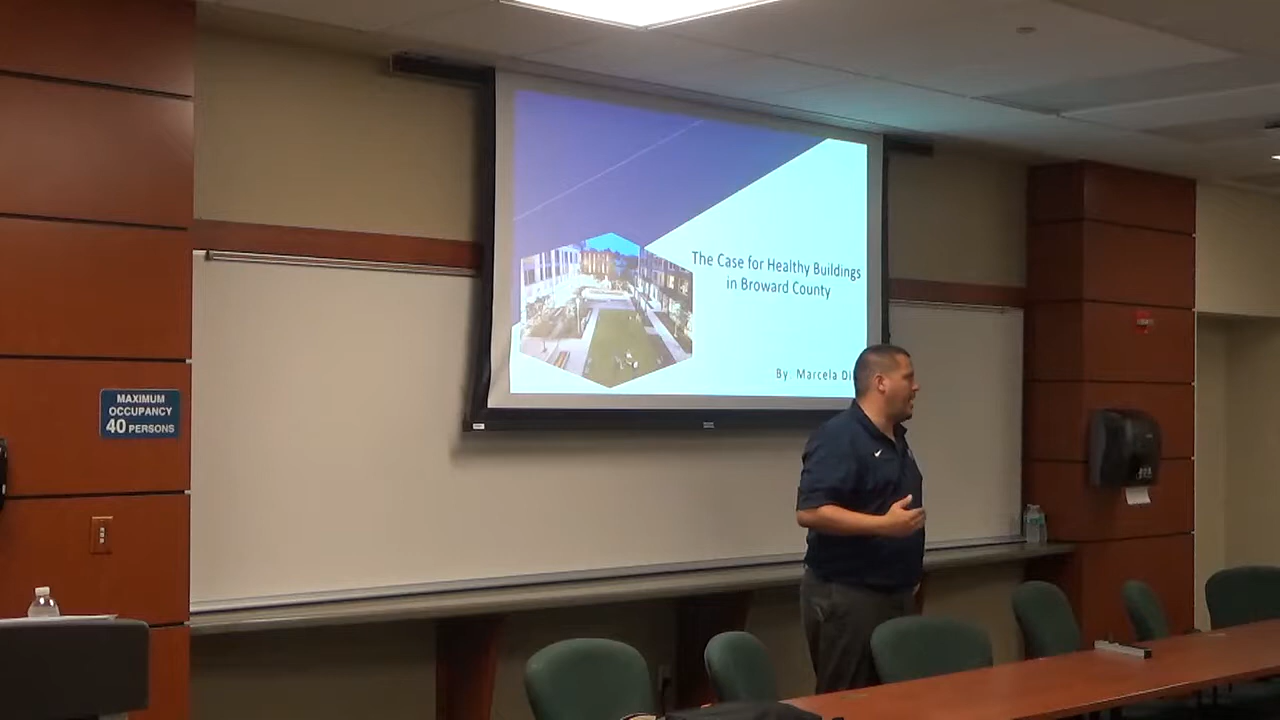 The Case for Healthy Buildings
in Broward County
By. Marcela
MAXIMUM
OCCUPANCY
40 PERSONS